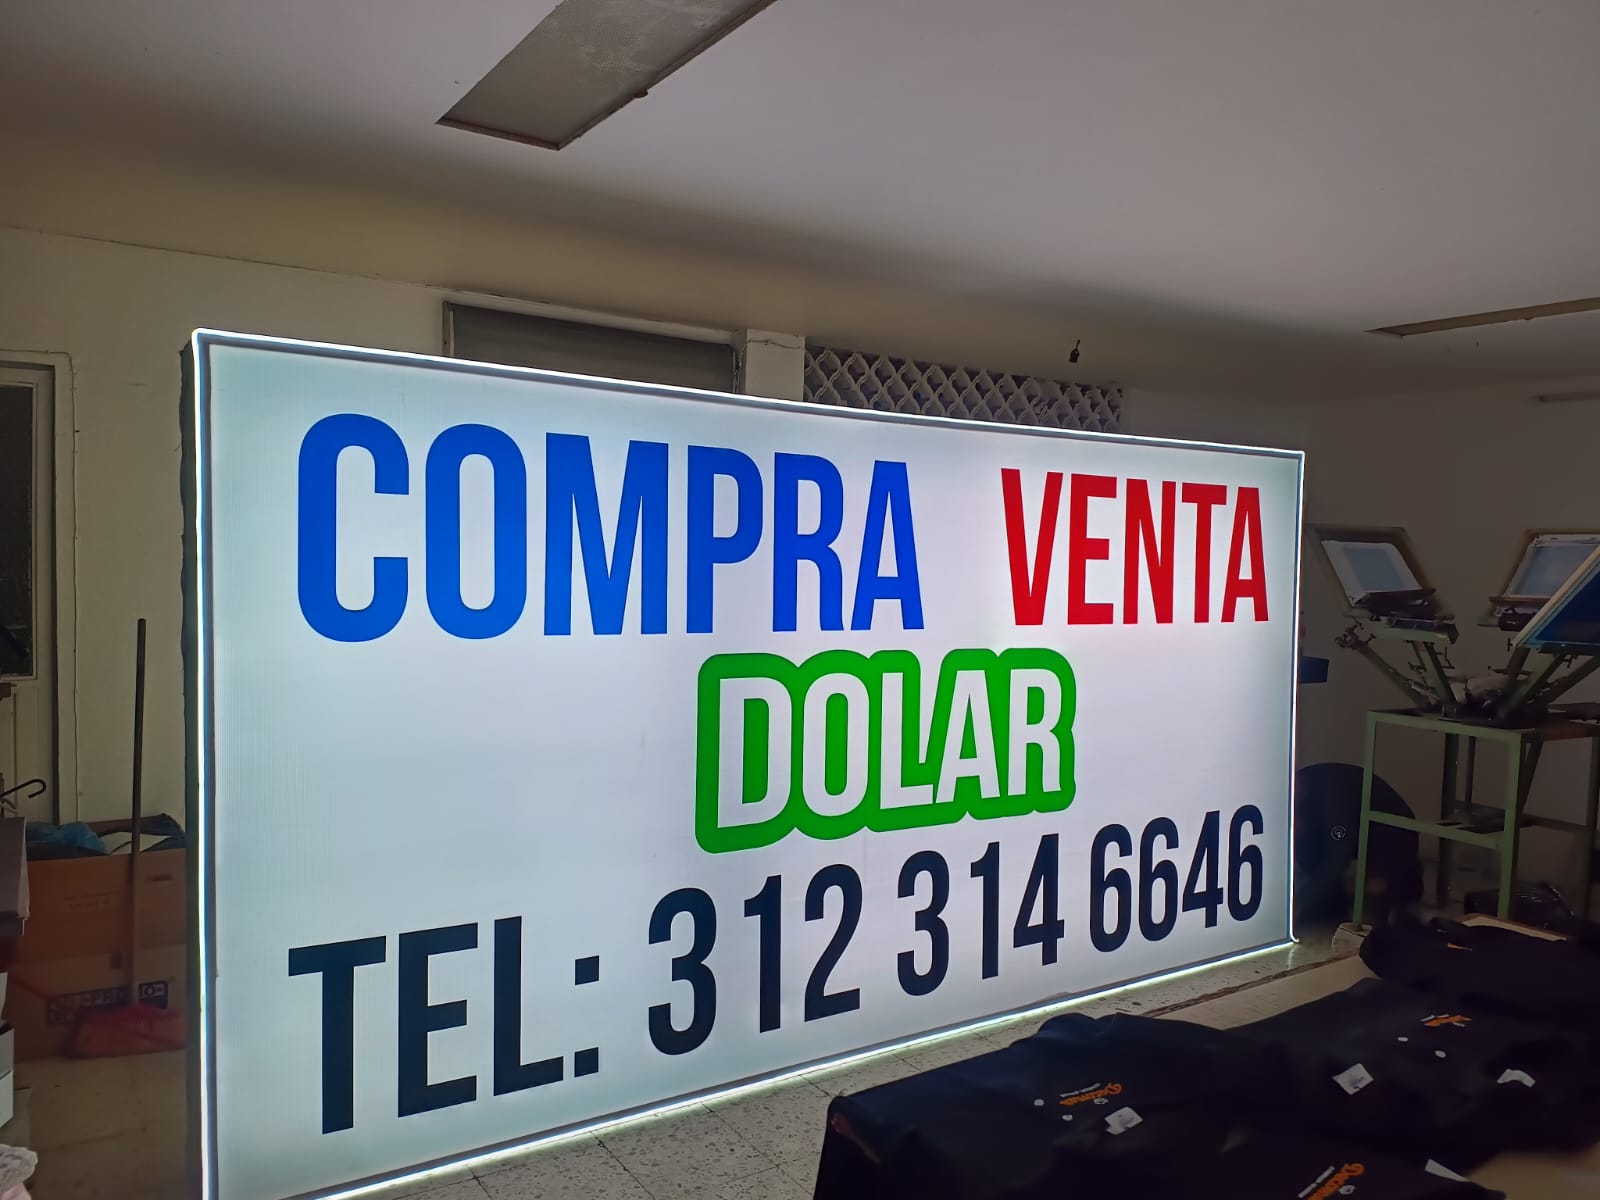 COMPRA VENTA
DOLAR
TEL: 312 314 6646